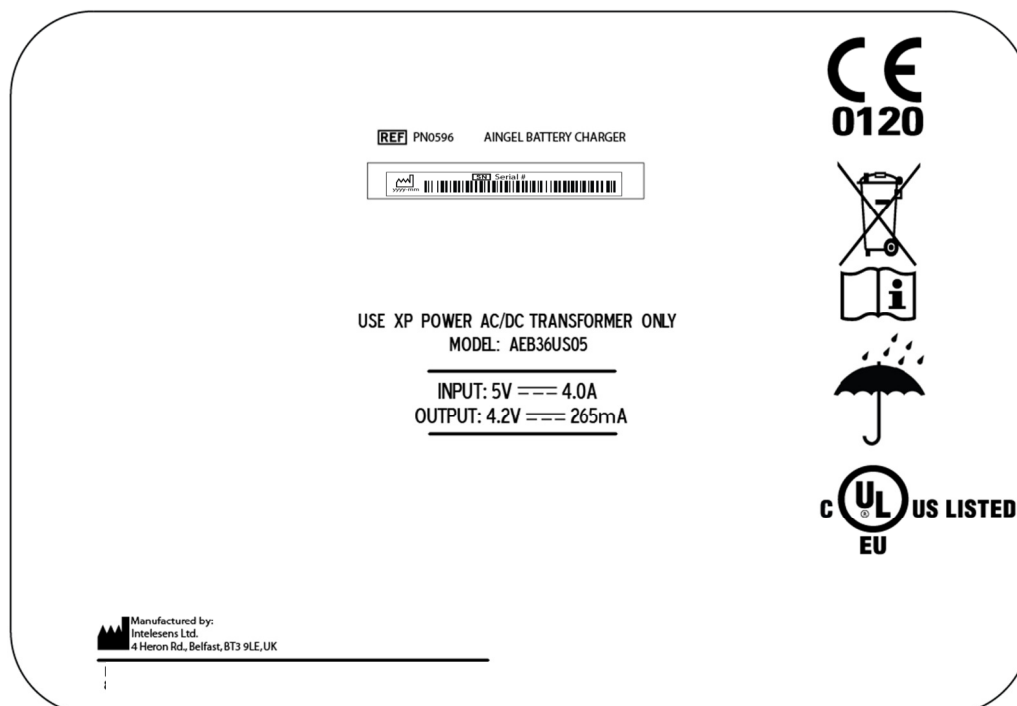 CE
0120
REF PN0596 AINGEL BATTERY CHARGER
SN Serial #
yyyy-mm
USE XP POWER AC/DC TRANSFORMER ONLY
MODEL: AEB36US05
INPUT: 5V ⎓ 4.0A
OUTPUT: 4.2V ⎓ 265mA
C UL® US LISTED
EU
Manufactured by:
Intelesens Ltd.
4 Heron Rd., Belfast, BT3 9LE, UK